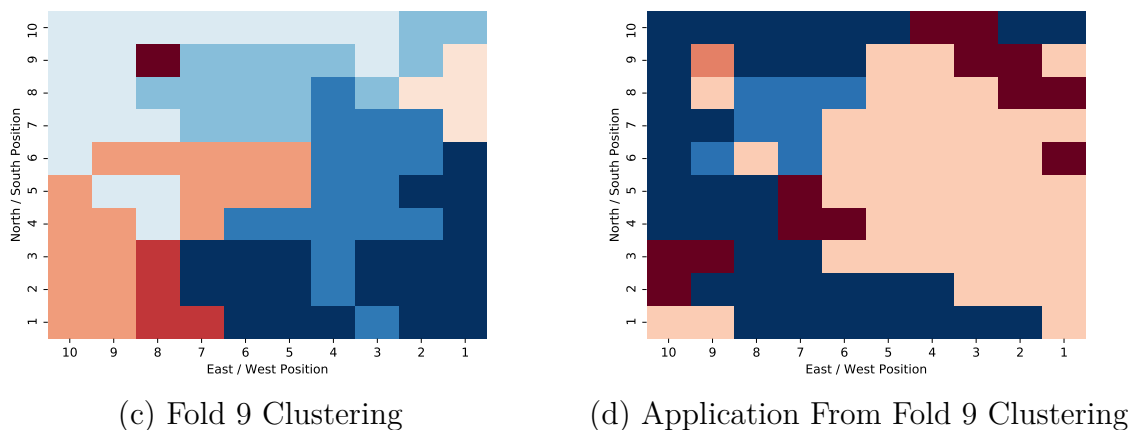 10
9
8
7
6
5
4
3
2
1
North / South Position
10 9 8 7 6 5 4 3 2 1
East / West Position
(c) Fold 9 Clustering
10
9
8
7
6
5
4
3
2
1
North / South Position
10 9 8 7 6 5 4 3 2 1
East / West Position
(d) Application From Fold 9 Clustering